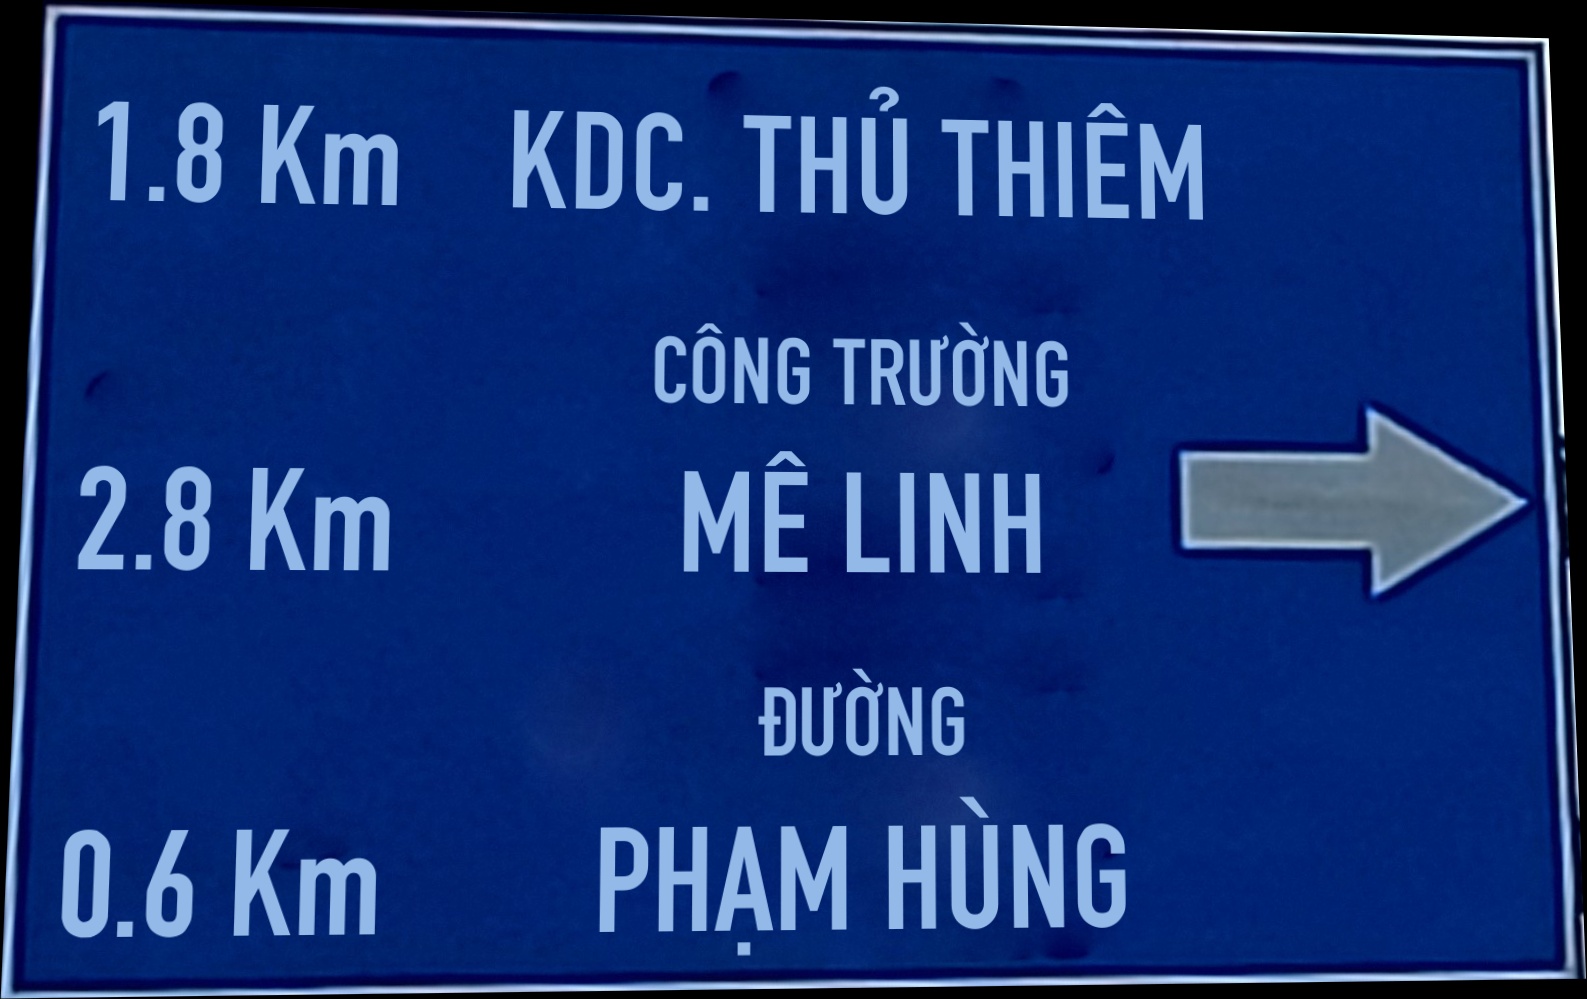 1.8 Km KDC. THỦ THIÊM
CÔNG TRƯỜNG
2.8 Km MÊ LINH
ĐƯỜNG
0.6 Km PHẠM HÙNG